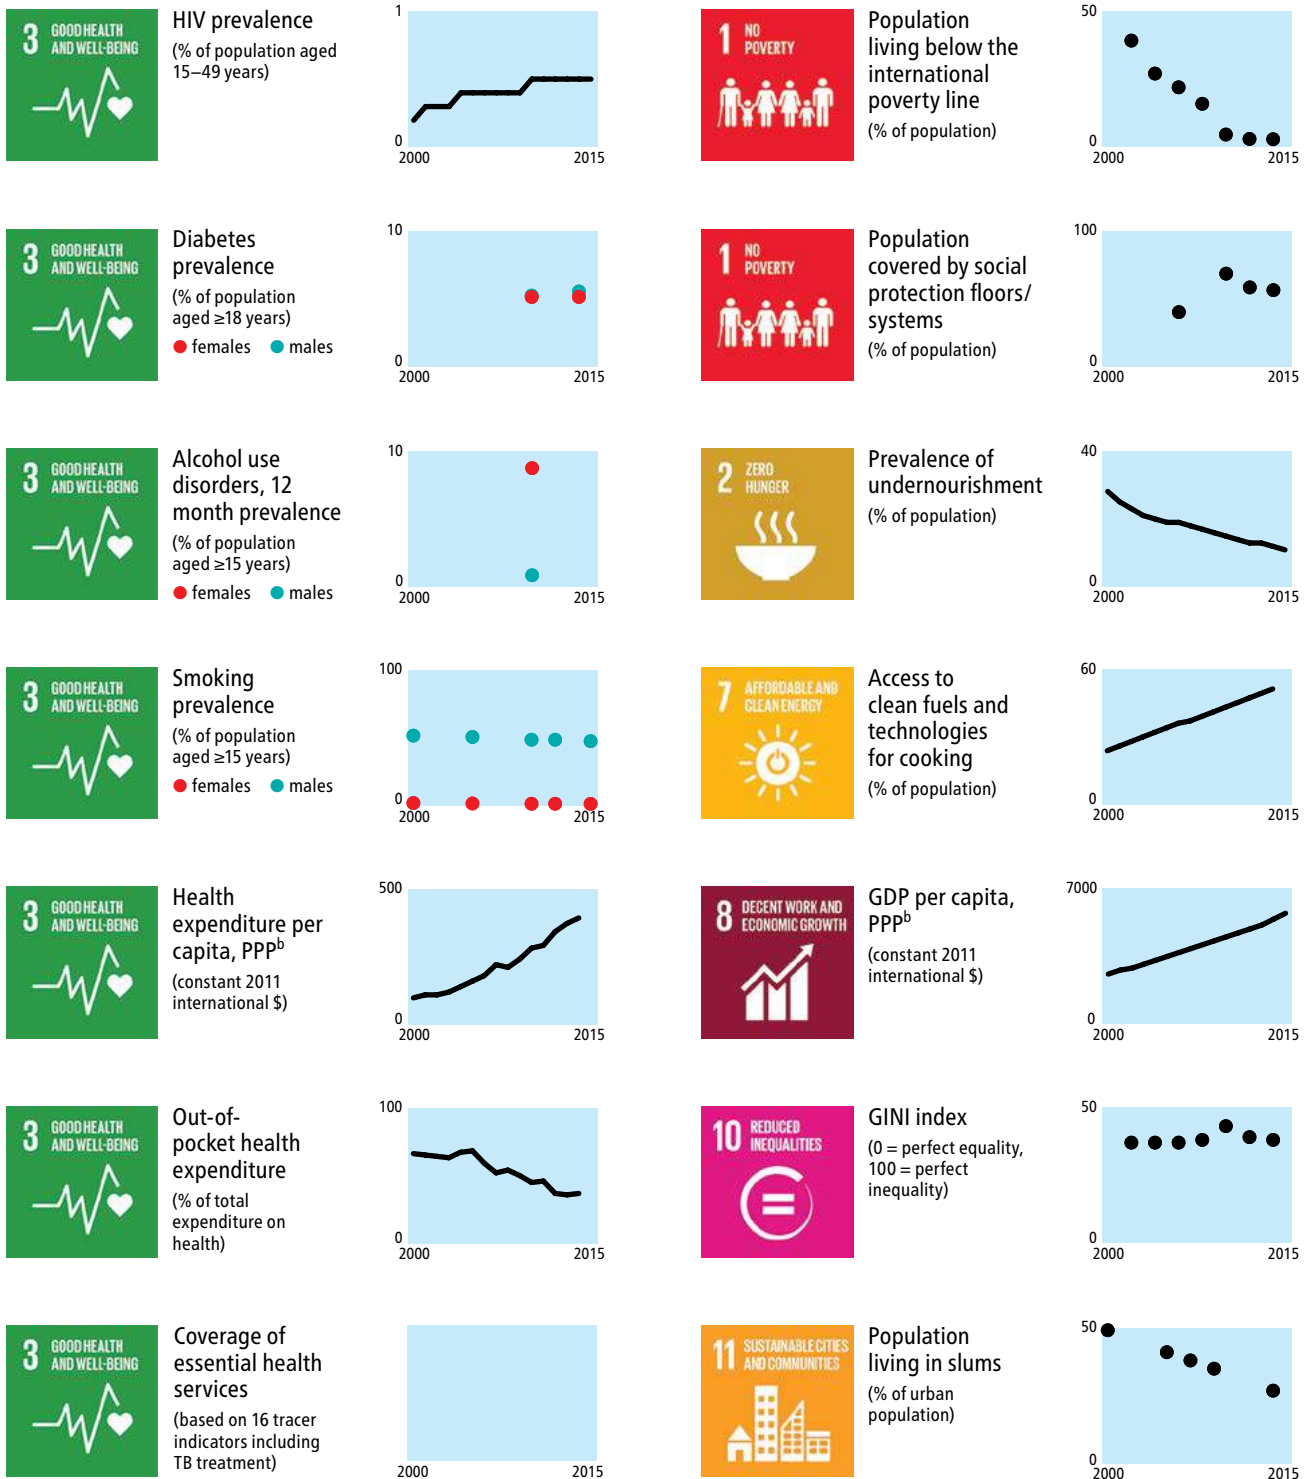 3 GOOD HEALTH
AND WELL-BEING
HIV prevalence
(% of population aged
15–49 years)
1
0
2000 2015
3 GOOD HEALTH
AND WELL-BEING
Diabetes
prevalence
(% of population
aged ≥18 years)
females males
10
0
2000 2015
3 GOOD HEALTH
AND WELL-BEING
Alcohol use
disorders, 12
month prevalence
(% of population
aged ≥15 years)
females males
10
0
2000 2015
3 GOOD HEALTH
AND WELL-BEING
Smoking
prevalence
(% of population
aged ≥15 years)
females males
100
0
2000 2015
3 GOOD HEALTH
AND WELL-BEING
Health
expenditure per
capita, PPPᵇ
(constant 2011
international $)
500
0
2000 2015
3 GOOD HEALTH
AND WELL-BEING
Out-of-
pocket health
expenditure
(% of total
expenditure on
health)
100
0
2000 2015
3 GOOD HEALTH
AND WELL-BEING
Coverage of
essential health
services
(based on 16 tracer
indicators including
TB treatment)
2000 2015
1 NO
POVERTY
Population
living below the
international
poverty line
(% of population)
50
0
2000 2015
1 NO
POVERTY
Population
covered by social
protection floors/
systems
(% of population)
100
0
2000 2015
2 ZERO
HUNGER
Prevalence of
undernourishment
(% of population)
40
0
2000 2015
7 AFFORDABLE AND
CLEAN ENERGY
Access to
clean fuels and
technologies
for cooking
(% of population)
60
0
2000 2015
8 DECENT WORK AND
ECONOMIC GROWTH
GDP per capita,
PPPᵇ
(constant 2011
international $)
7000
0
2000 2015
10 REDUCED
INEQUALITIES
GINI index
(0 = perfect equality,
100 = perfect
inequality)
50
0
2000 2015
11 SUSTAINABLE CITIES
AND COMMUNITIES
Population
living in slums
(% of urban
population)
50
0
2000 2015